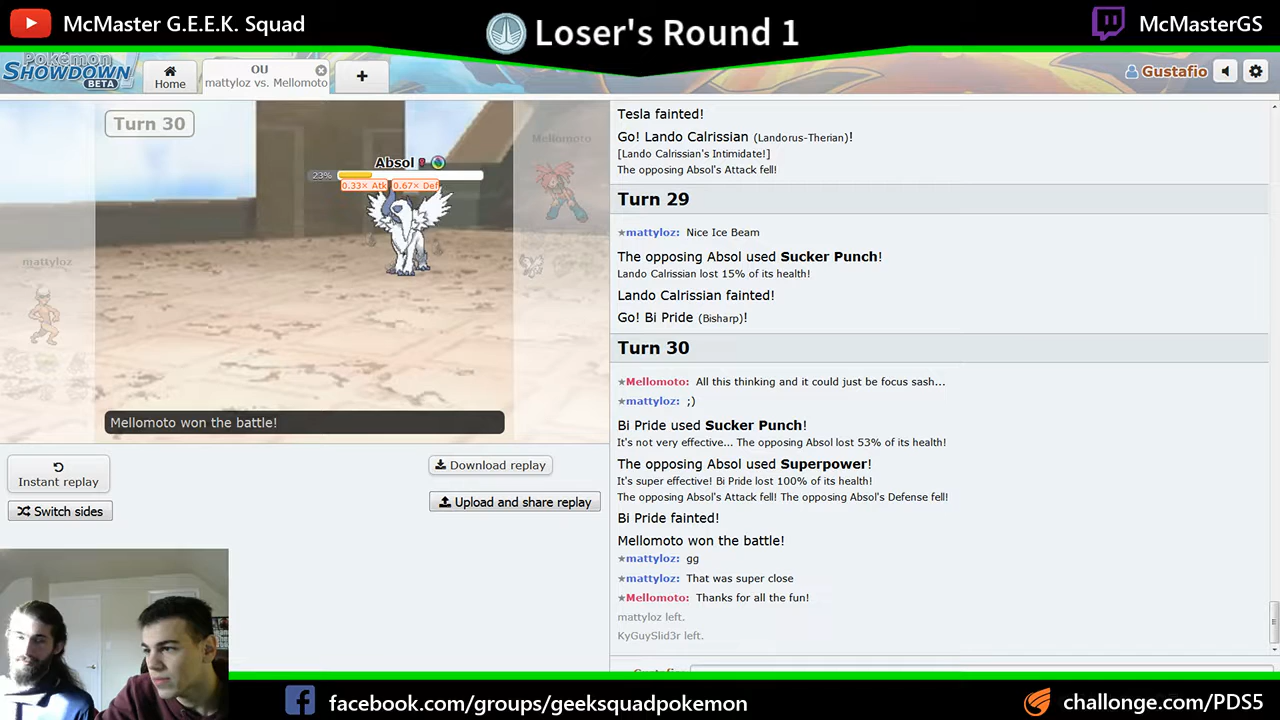 McMaster G.E.E.K. Squad
Loser's Round 1
McMasterGS
Pokémon
SHOWDOWN
BETA
Home
OU
mattyloz vs. Mellomoto
+
Gustafio
Turn 30
Mellomoto
Absol
23%
0.33× Atk 0.67× Def
mattyloz
Mellomoto won the battle!
Instant replay
Switch sides
Download replay
Upload and share replay
Tesla fainted!
Go! Lando Calrissian (Landorus-Therian)!
[Lando Calrissian's Intimidate!]
The opposing Absol's Attack fell!
Turn 29
★mattyloz: Nice Ice Beam
The opposing Absol used Sucker Punch!
Lando Calrissian lost 15% of its health!
Lando Calrissian fainted!
Go! Bi Pride (Bisharp)!
Turn 30
★Mellomoto: All this thinking and it could just be focus sash...
★mattyloz: ;)
Bi Pride used Sucker Punch!
It's not very effective... The opposing Absol lost 53% of its health!
The opposing Absol used Superpower!
It's super effective! Bi Pride lost 100% of its health!
The opposing Absol's Attack fell! The opposing Absol's Defense fell!
Bi Pride fainted!
Mellomoto won the battle!
★mattyloz: gg
★mattyloz: That was super close
★Mellomoto: Thanks for all the fun!
mattyloz left.
KyGuySlid3r left.
facebook.com/groups/geeksquadpokemon
challonge.com/PDS5